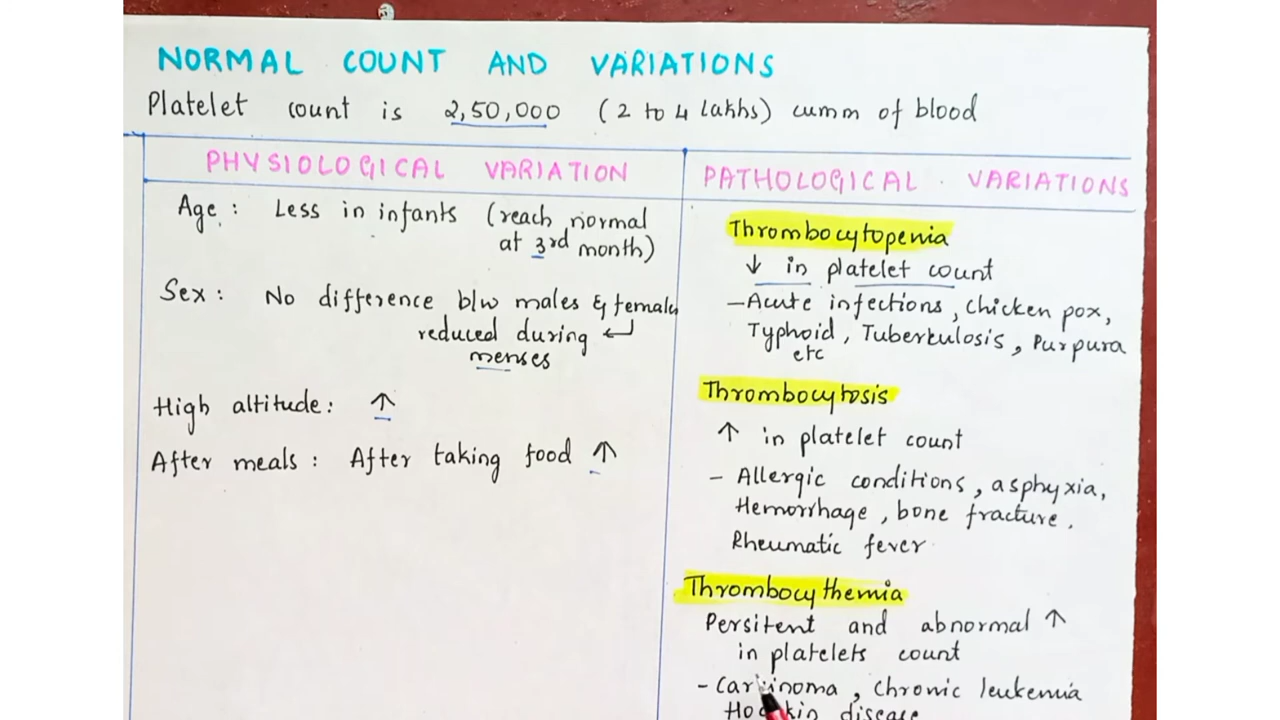 NORMAL COUNT AND VARIATIONS
Platelet count is 2,50,000 (2 to 4 lakhs) cumm of blood
PHYSIOLOGICAL VARIATION
Age : Less in infants (reach normal
at 3rd month)
Sex : No difference b/w males & females
reduced during ↵
menses
High altitude : ↑
After meals : After taking food ↑
PATHOLOGICAL VARIATIONS
Thrombocytopenia
↓ in platelet count
– Acute infections, chicken pox,
Typhoid, Tuberkulosis, Purpura
etc
Thrombocytosis
↑ in platelet count
– Allergic conditions, asphyxia,
Hemorrhage, bone fracture.
Rheumatic fever
Thrombocythemia
Persitent and abnormal ↑
in platelets count
– Carcinoma, Chronic leukemia
Hodgkin disease